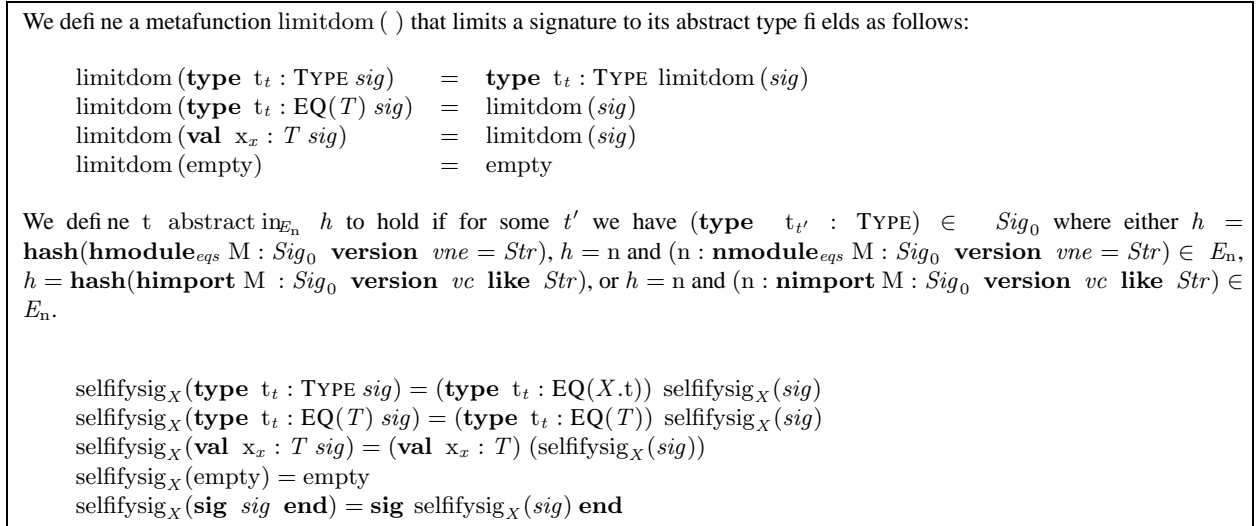 We define a metafunction limitdom ( ) that limits a signature to its abstract type fields as follows:
limitdom (type t_t : TYPE sig) = type t_t : TYPE limitdom (sig)
limitdom (type t_t : EQ(T) sig) = limitdom (sig)
limitdom (val x_x : T sig) = limitdom (sig)
limitdom (empty) = empty
We define t abstract in_{E_n} h to hold if for some t′ we have (type t_{t′} : TYPE) ∈ Sig_0 where either h =
hash(hmodule_{eqs} M : Sig_0 version vne = Str), h = n and (n : nmodule_{eqs} M : Sig_0 version vne = Str) ∈ E_n,
h = hash(himport M : Sig_0 version vc like Str), or h = n and (n : nimport M : Sig_0 version vc like Str) ∈
E_n.
selfifysig_X(type t_t : TYPE sig) = (type t_t : EQ(X.t)) selfifysig_X(sig)
selfifysig_X(type t_t : EQ(T) sig) = (type t_t : EQ(T)) selfifysig_X(sig)
selfifysig_X(val x_x : T sig) = (val x_x : T) (selfifysig_X(sig))
selfifysig_X(empty) = empty
selfifysig_X(sig sig end) = sig selfifysig_X(sig) end